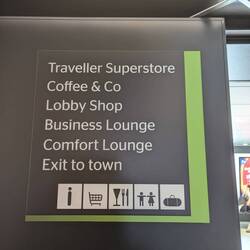 Traveller Superstore
Coffee & Co
Lobby Shop
Business Lounge
Comfort Lounge
Exit to town
i